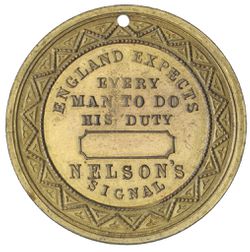 ENGLAND EXPECTS
EVERY
MAN TO DO
HIS DUTY
NELSON'S
SIGNAL